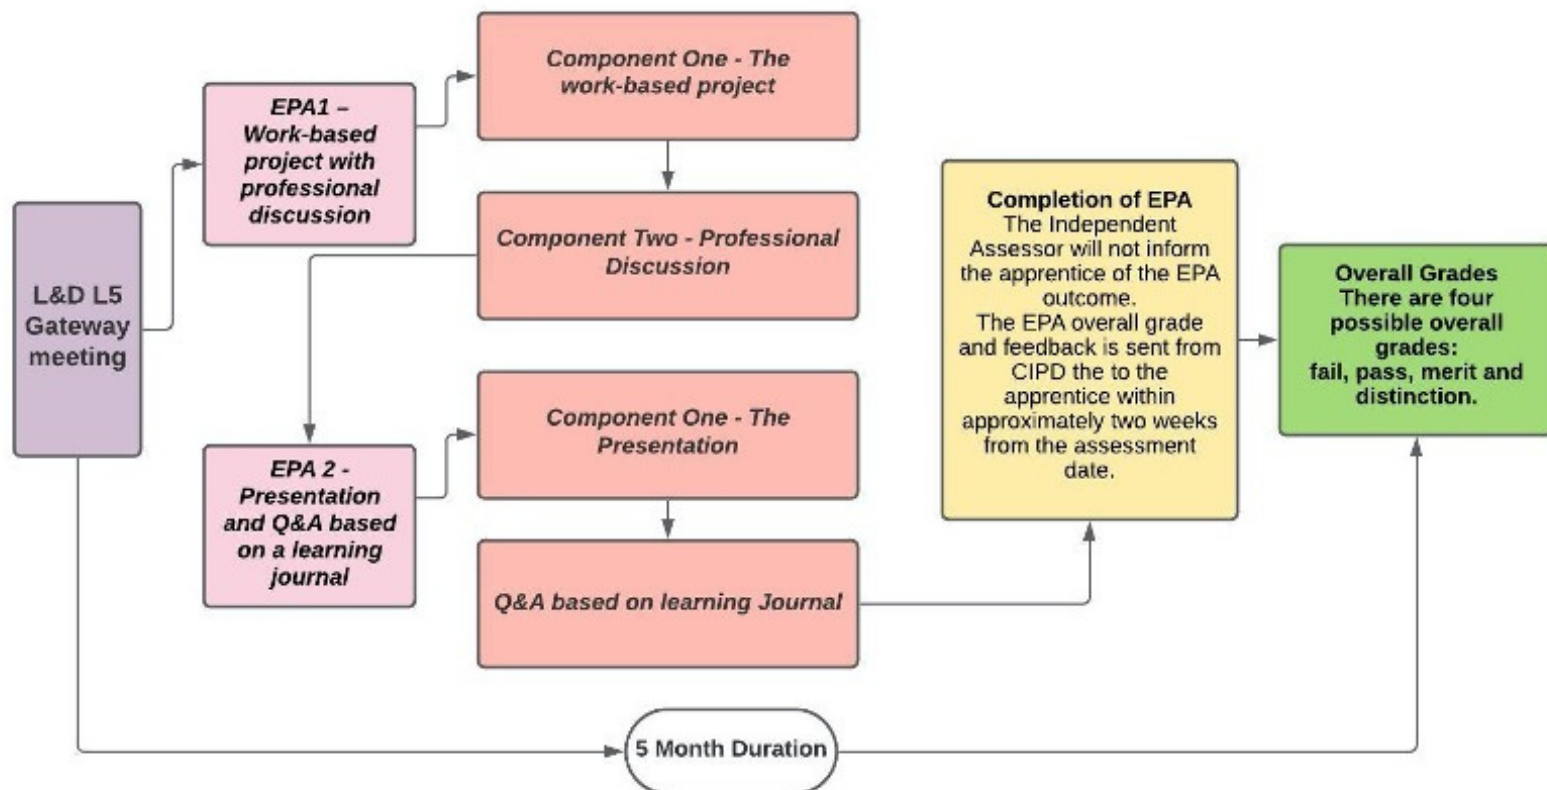 L&D L5
Gateway
meeting
EPA1 –
Work-based
project with
professional
discussion
Component One - The
work-based project
Component Two - Professional
Discussion
EPA 2 -
Presentation
and Q&A based
on a learning
journal
Component One - The
Presentation
Q&A based on learning Journal
Completion of EPA
The Independent
Assessor will not inform
the apprentice of the EPA
outcome.
The EPA overall grade
and feedback is sent from
CIPD the to the
apprentice within
approximately two weeks
from the assessment
date.
Overall Grades
There are four
possible overall
grades:
fail, pass, merit and
distinction.
5 Month Duration